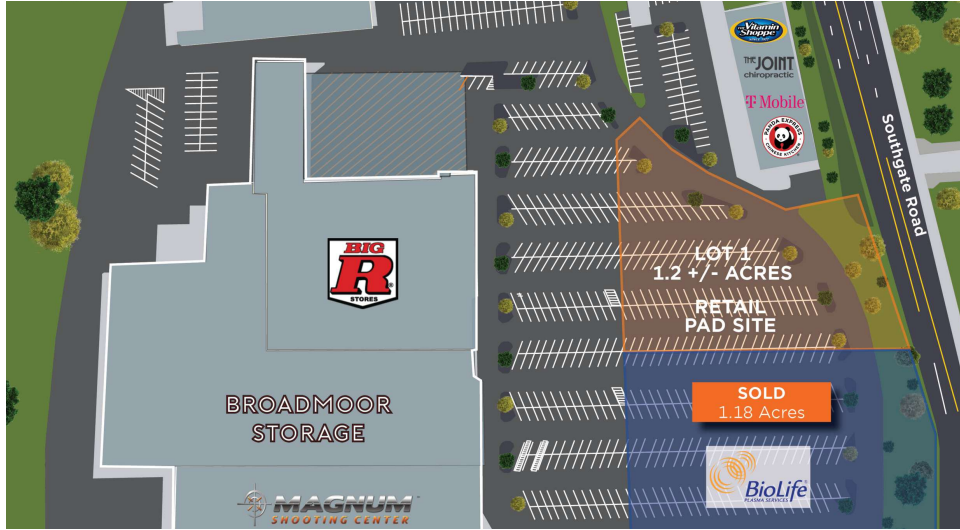 THE Vitamin
Shoppe
THE JOINT
chiropractic
T Mobile
PANDA EXPRESS
CHINESE KITCHEN
Southgate Road
BIG
R
STORES
LOT 1
1.2 +/- ACRES
RETAIL
PAD SITE
BROADMOOR
STORAGE
SOLD
1.18 Acres
BioLife
PLASMA SERVICES
MAGNUM
SHOOTING CENTER